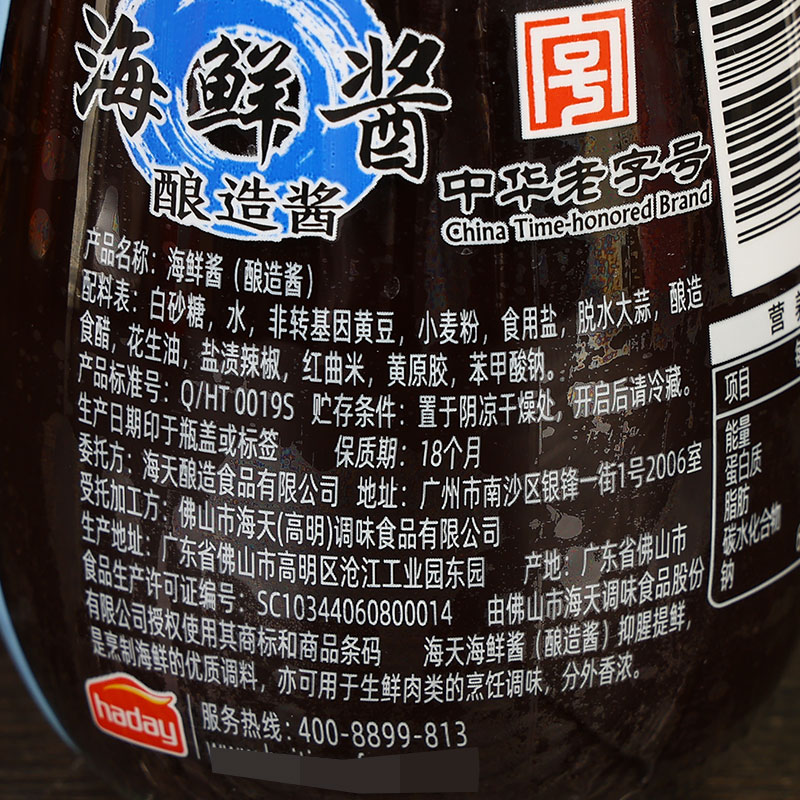 海鲜酱
酿造酱
中华老字号
China Time-honored Brand
产品名称：海鲜酱（酿造酱）
配料表：白砂糖，水，非转基因黄豆，小麦粉，食用盐，脱水大蒜，酿造
食醋，花生油，盐渍辣椒，红曲米，黄原胶，苯甲酸钠。
产品标准号：Q/HT 0019S 贮存条件：置于阴凉干燥处，开启后请冷藏。
生产日期印于瓶盖或标签 保质期：18个月
委托方：海天酿造食品有限公司 地址：广州市南沙区银锋一街1号2006室
受托加工方：佛山市海天(高明)调味食品有限公司
生产地址：广东省佛山市高明区沧江工业园东园 产地：广东省佛山市
食品生产许可证编号：SC10344060800014 由佛山市海天调味食品股份
有限公司授权使用其商标和商品条码 海天海鲜酱（酿造酱）抑腥提鲜，
是烹制海鲜的优质调料，亦可用于生鲜肉类的烹饪调味，分外香浓。
haday
服务热线：400-8899-813
营
项目
能量
蛋白质
脂肪
碳水化合物
钠